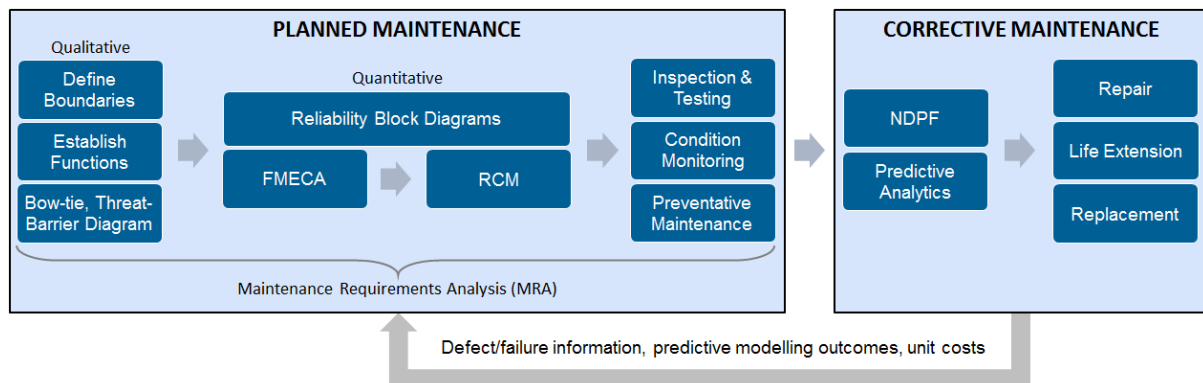 PLANNED MAINTENANCE
Qualitative
Define
Boundaries
Establish
Functions
Bow-tie, Threat-
Barrier Diagram
Quantitative
Reliability Block Diagrams
FMECA
RCM
Inspection &
Testing
Condition
Monitoring
Preventative
Maintenance
Maintenance Requirements Analysis (MRA)
CORRECTIVE MAINTENANCE
NDPF
Predictive
Analytics
Repair
Life Extension
Replacement
Defect/failure information, predictive modelling outcomes, unit costs